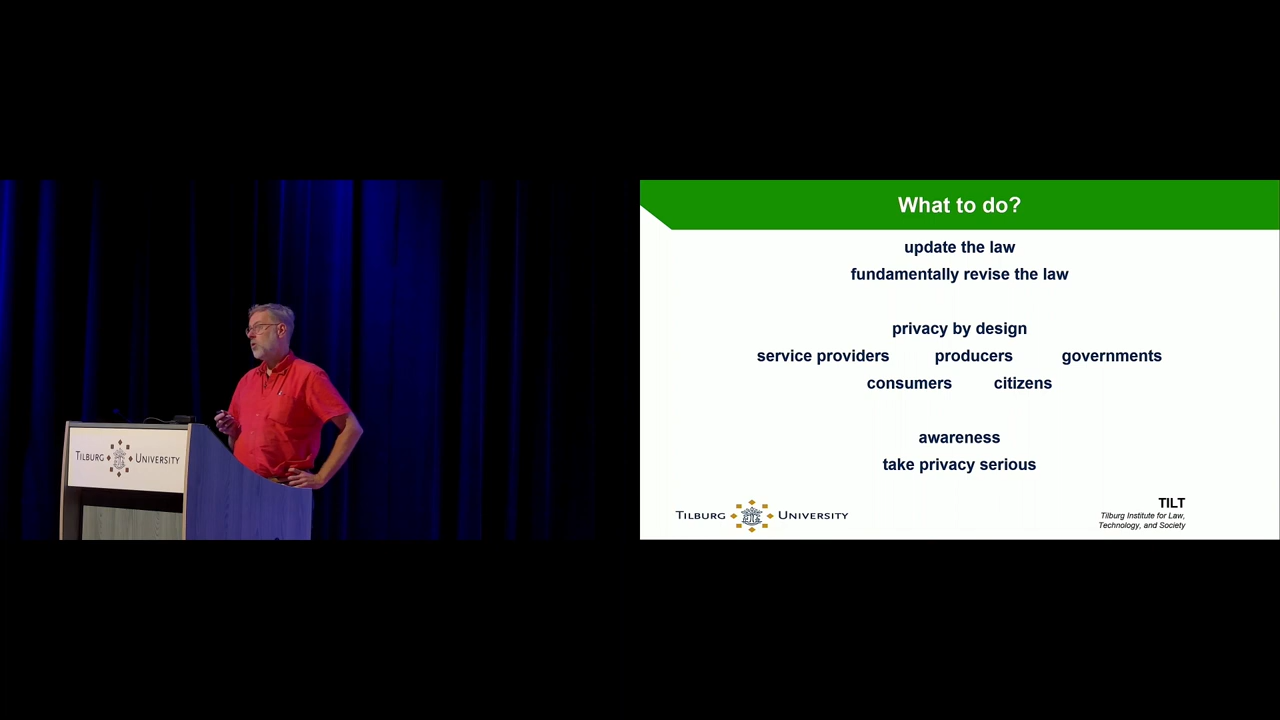 TILBURG UNIVERSITY
What to do?
update the law
fundamentally revise the law
privacy by design
service providers producers governments
consumers citizens
awareness
take privacy serious
TILBURG UNIVERSITY
TILT
Tilburg Institute for Law,
Technology, and Society